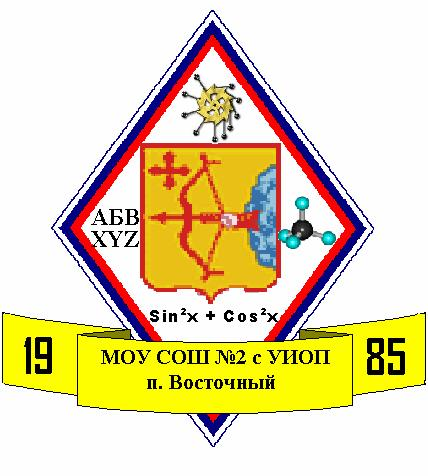 АБВ
XYZ
Sin²x + Cos²x
19
МОУ СОШ №2 с УИОП
п. Восточный
85